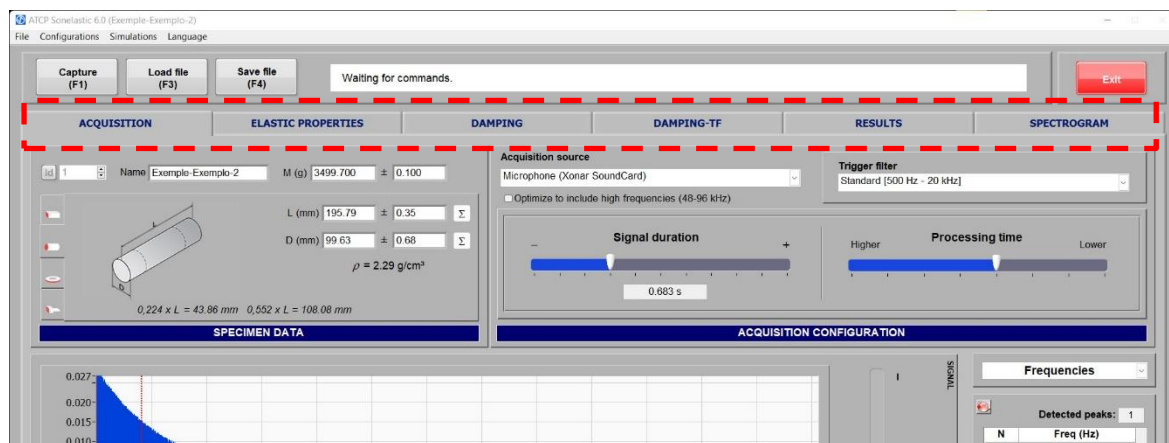 ATCP Sonelastic 6.0 (Exemple-Exemplo-2)
File Configurations Simulations Language
Capture (F1)
Load file (F3)
Save file (F4)
Waiting for commands.
Exit
ACQUISITION ELASTIC PROPERTIES DAMPING DAMPING-TF RESULTS SPECTROGRAM
Id 1 Name Exemple-Exemplo-2 M (g) 3499.700 ± 0.100
L (mm) 195.79 ± 0.35 Σ
D (mm) 99.63 ± 0.68 Σ
ρ = 2.29 g/cm³
L
D
0,224 x L = 43.86 mm 0,552 x L = 108.08 mm
SPECIMEN DATA
Acquisition source
Microphone (Xonar SoundCard)
Optimize to include high frequencies (48-96 kHz)
Trigger filter
Standard [500 Hz - 20 kHz]
- Signal duration +
0.683 s
Higher Processing time Lower
ACQUISITION CONFIGURATION
0.027
0.020
0.015
0.010
SIGNAL
I
Frequencies
Detected peaks: 1
N Freq (Hz)